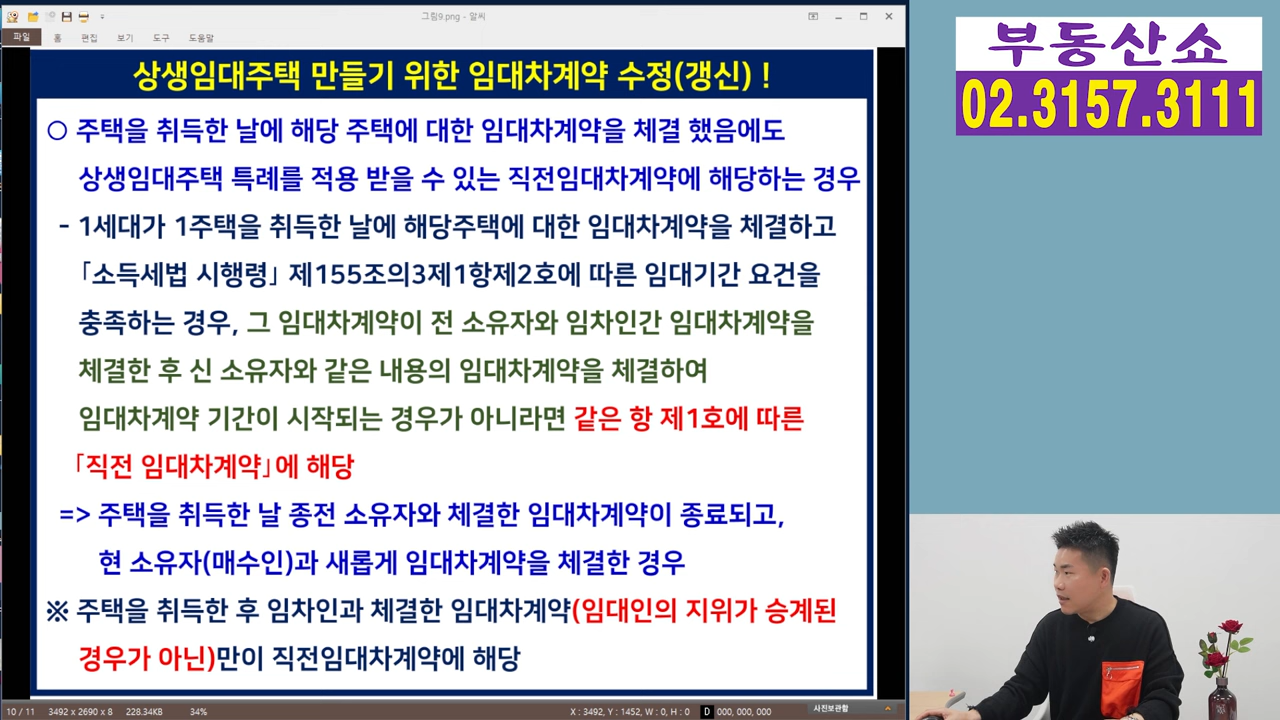 그림9.png - 알씨
파일 홈 편집 보기 도구 도움말
상생임대주택 만들기 위한 임대차계약 수정(갱신) !
○ 주택을 취득한 날에 해당 주택에 대한 임대차계약을 체결 했음에도
상생임대주택 특례를 적용 받을 수 있는 직전임대차계약에 해당하는 경우
- 1세대가 1주택을 취득한 날에 해당주택에 대한 임대차계약을 체결하고
「소득세법 시행령」 제155조의3제1항제2호에 따른 임대기간 요건을
충족하는 경우, 그 임대차계약이 전 소유자와 임차인간 임대차계약을
체결한 후 신 소유자와 같은 내용의 임대차계약을 체결하여
임대차계약 기간이 시작되는 경우가 아니라면 같은 항 제1호에 따른
「직전 임대차계약」에 해당
=> 주택을 취득한 날 종전 소유자와 체결한 임대차계약이 종료되고,
현 소유자(매수인)과 새롭게 임대차계약을 체결한 경우
※ 주택을 취득한 후 임차인과 체결한 임대차계약(임대인의 지위가 승계된
경우가 아닌)만이 직전임대차계약에 해당
10 / 11 3492 x 2690 x 8 228.34KB 34% X : 3492, Y : 1452, W : 0, H : 0 D 000, 000, 000 사진보관함
부동산쇼
02.3157.3111